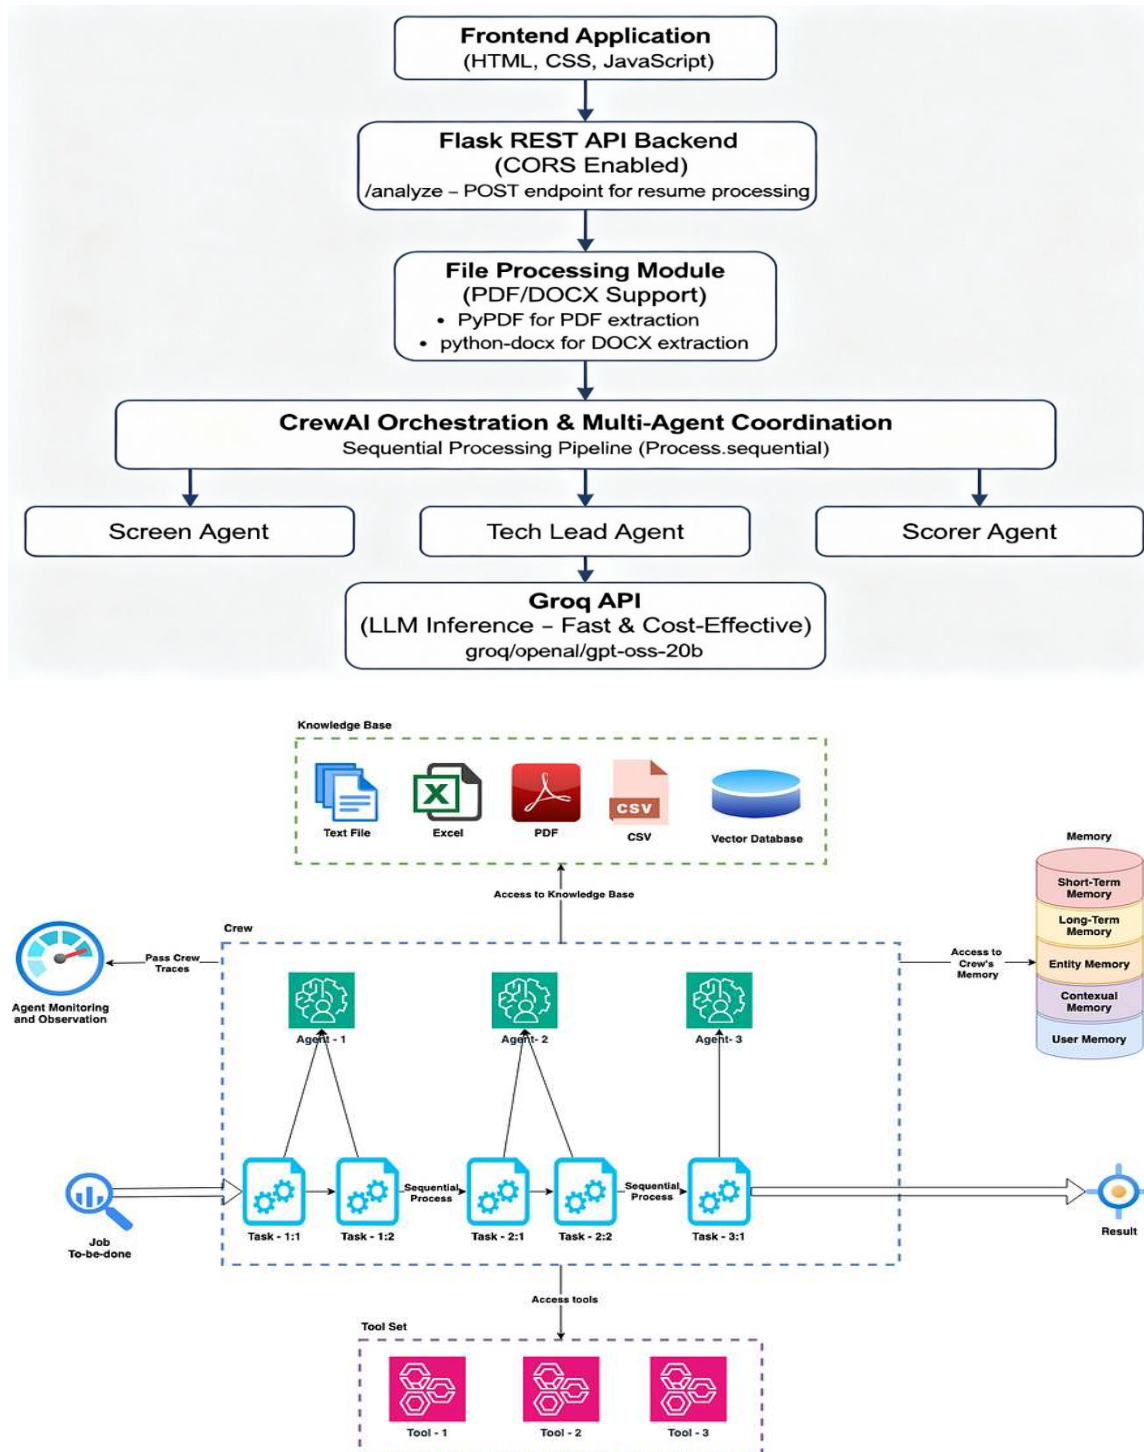 Frontend Application
(HTML, CSS, JavaScript)
Flask REST API Backend
(CORS Enabled)
/analyze – POST endpoint for resume processing
File Processing Module
(PDF/DOCX Support)
• PyPDF for PDF extraction
• python-docx for DOCX extraction
CrewAI Orchestration & Multi-Agent Coordination
Sequential Processing Pipeline (Process.sequential)
Screen Agent
Tech Lead Agent
Scorer Agent
Groq API
(LLM Inference – Fast & Cost-Effective)
groq/openal/gpt-oss-20b
Knowledge Base
Text File
Excel
PDF
CSV
CSV
Vector Database
Access to Knowledge Base
Memory
Short-Term
Memory
Long-Term
Memory
Entity Memory
Contexual
Memory
User Memory
Crew
Pass Crew
Traces
Agent Monitoring
and Observation
Access to
Crew's
Memory
Agent - 1
Agent- 2
Agent- 3
Sequential
Process
Sequential
Process
Job
To-be-done
Task - 1:1
Task - 1:2
Task - 2:1
Task - 2:2
Task - 3:1
Result
Access tools
Tool Set
Tool - 1
Tool - 2
Tool - 3